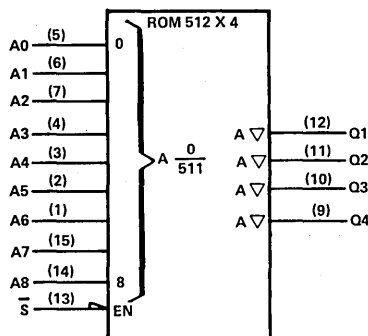 ROM 512 X 4
A0 (5) 0
A1 (6)
A2 (7)
A3 (4)
A4 (3)
A5 (2)
A6 (1)
A7 (15)
A8 (14) 8
S̅ (13) EN
A 0/511
A ▽ (12) Q1
A ▽ (11) Q2
A ▽ (10) Q3
A ▽ (9) Q4